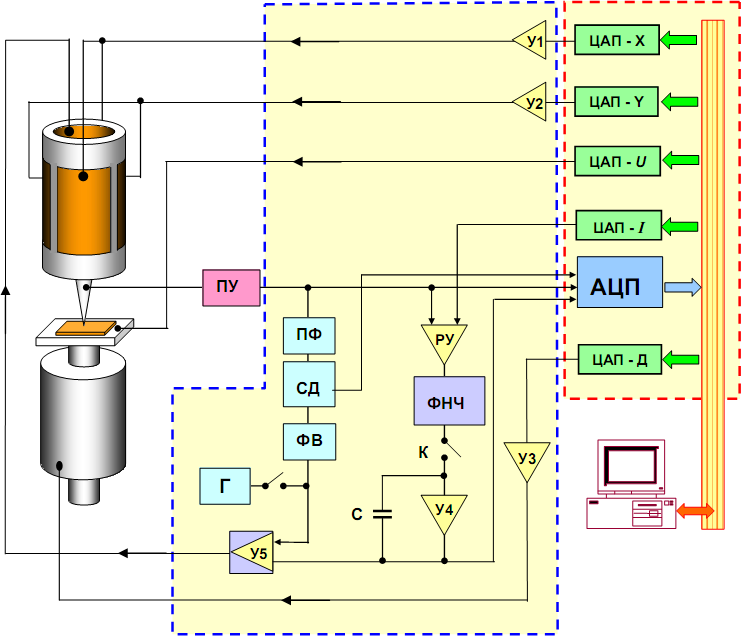 У1
ЦАП - X
У2
ЦАП - Y
ЦАП - U
ЦАП - I
ПУ
АЦП
ПФ
РУ
ЦАП - Д
СД
ФНЧ
ФВ
К
У3
Г
С
У4
У5